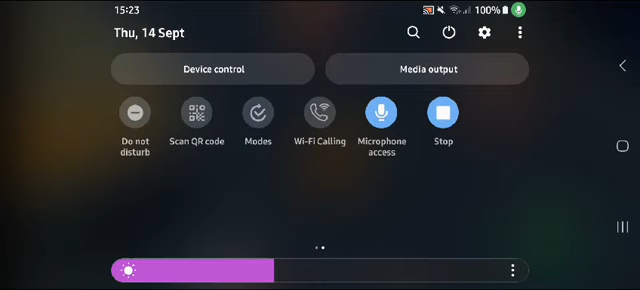 15:23
100%
Thu, 14 Sept
Device control
Media output
Do not
disturb
Scan QR code
Modes
Wi-Fi Calling
Microphone
access
Stop